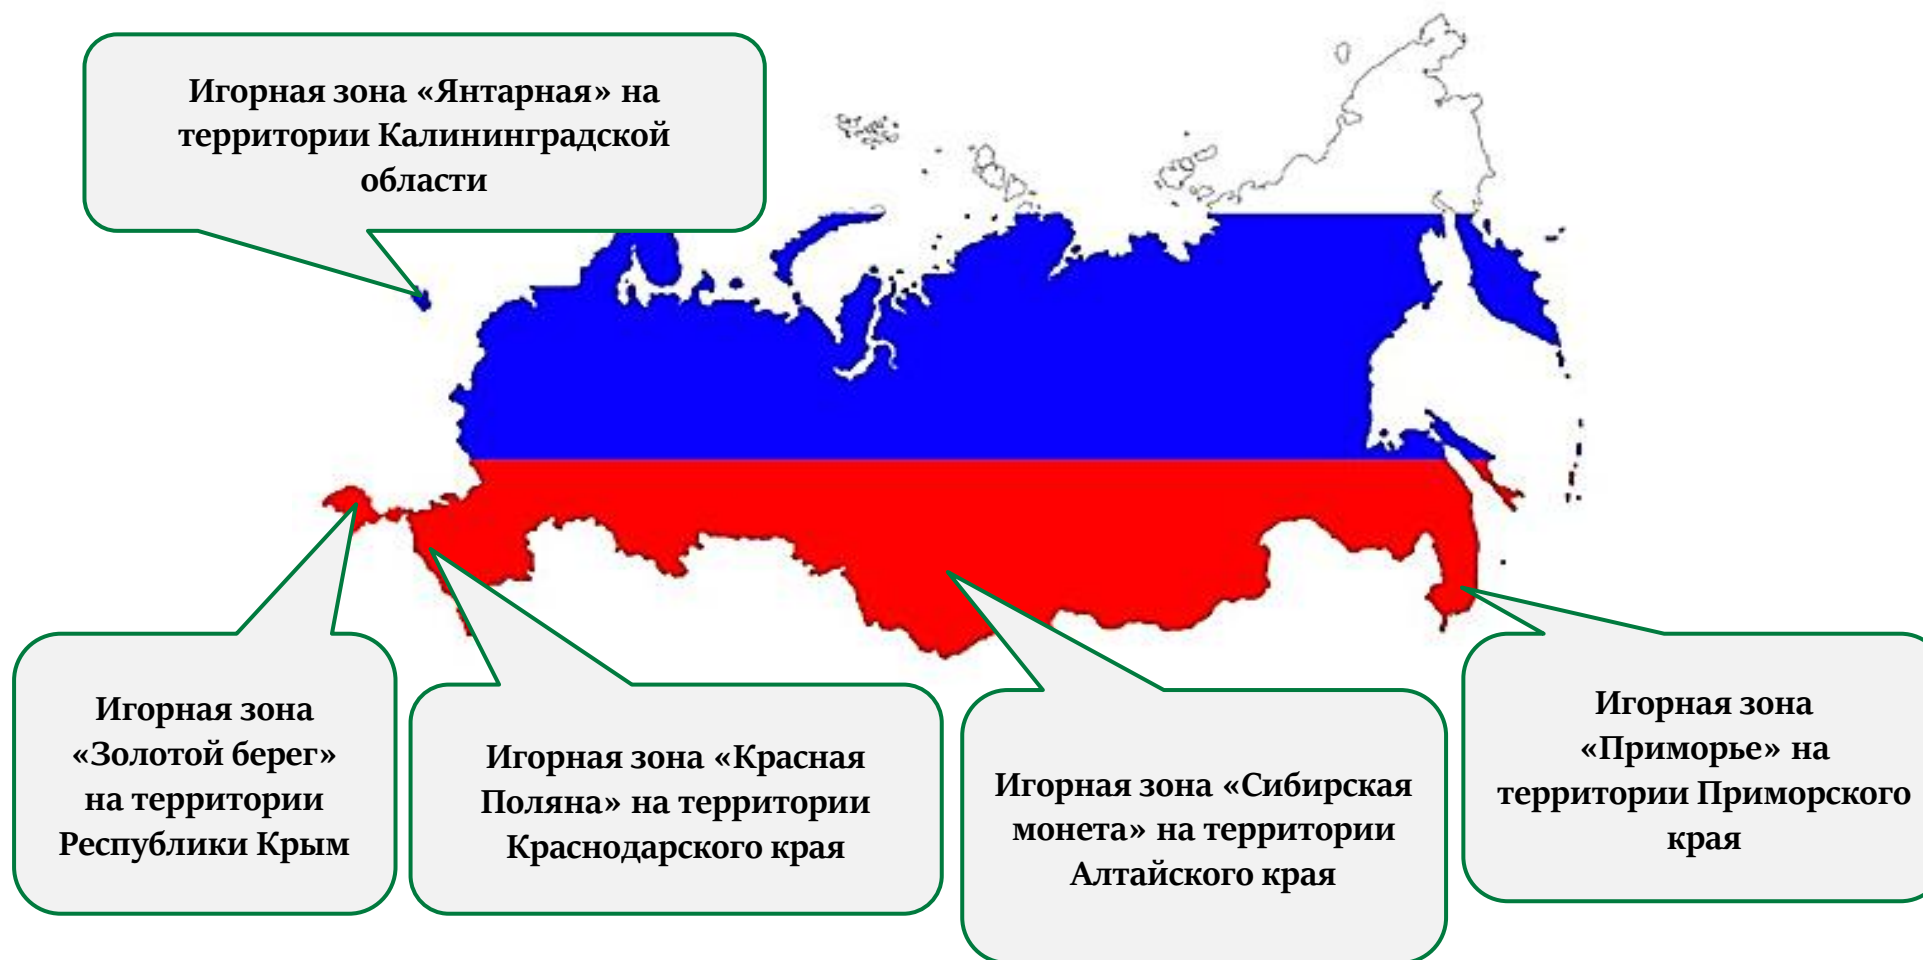 Игорная зона «Янтарная» на
территории Калининградской
области
Игорная зона
«Золотой берег»
на территории
Республики Крым
Игорная зона «Красная
Поляна» на территории
Краснодарского края
Игорная зона «Сибирская
монета» на территории
Алтайского края
Игорная зона
«Приморье» на
территории Приморского
края